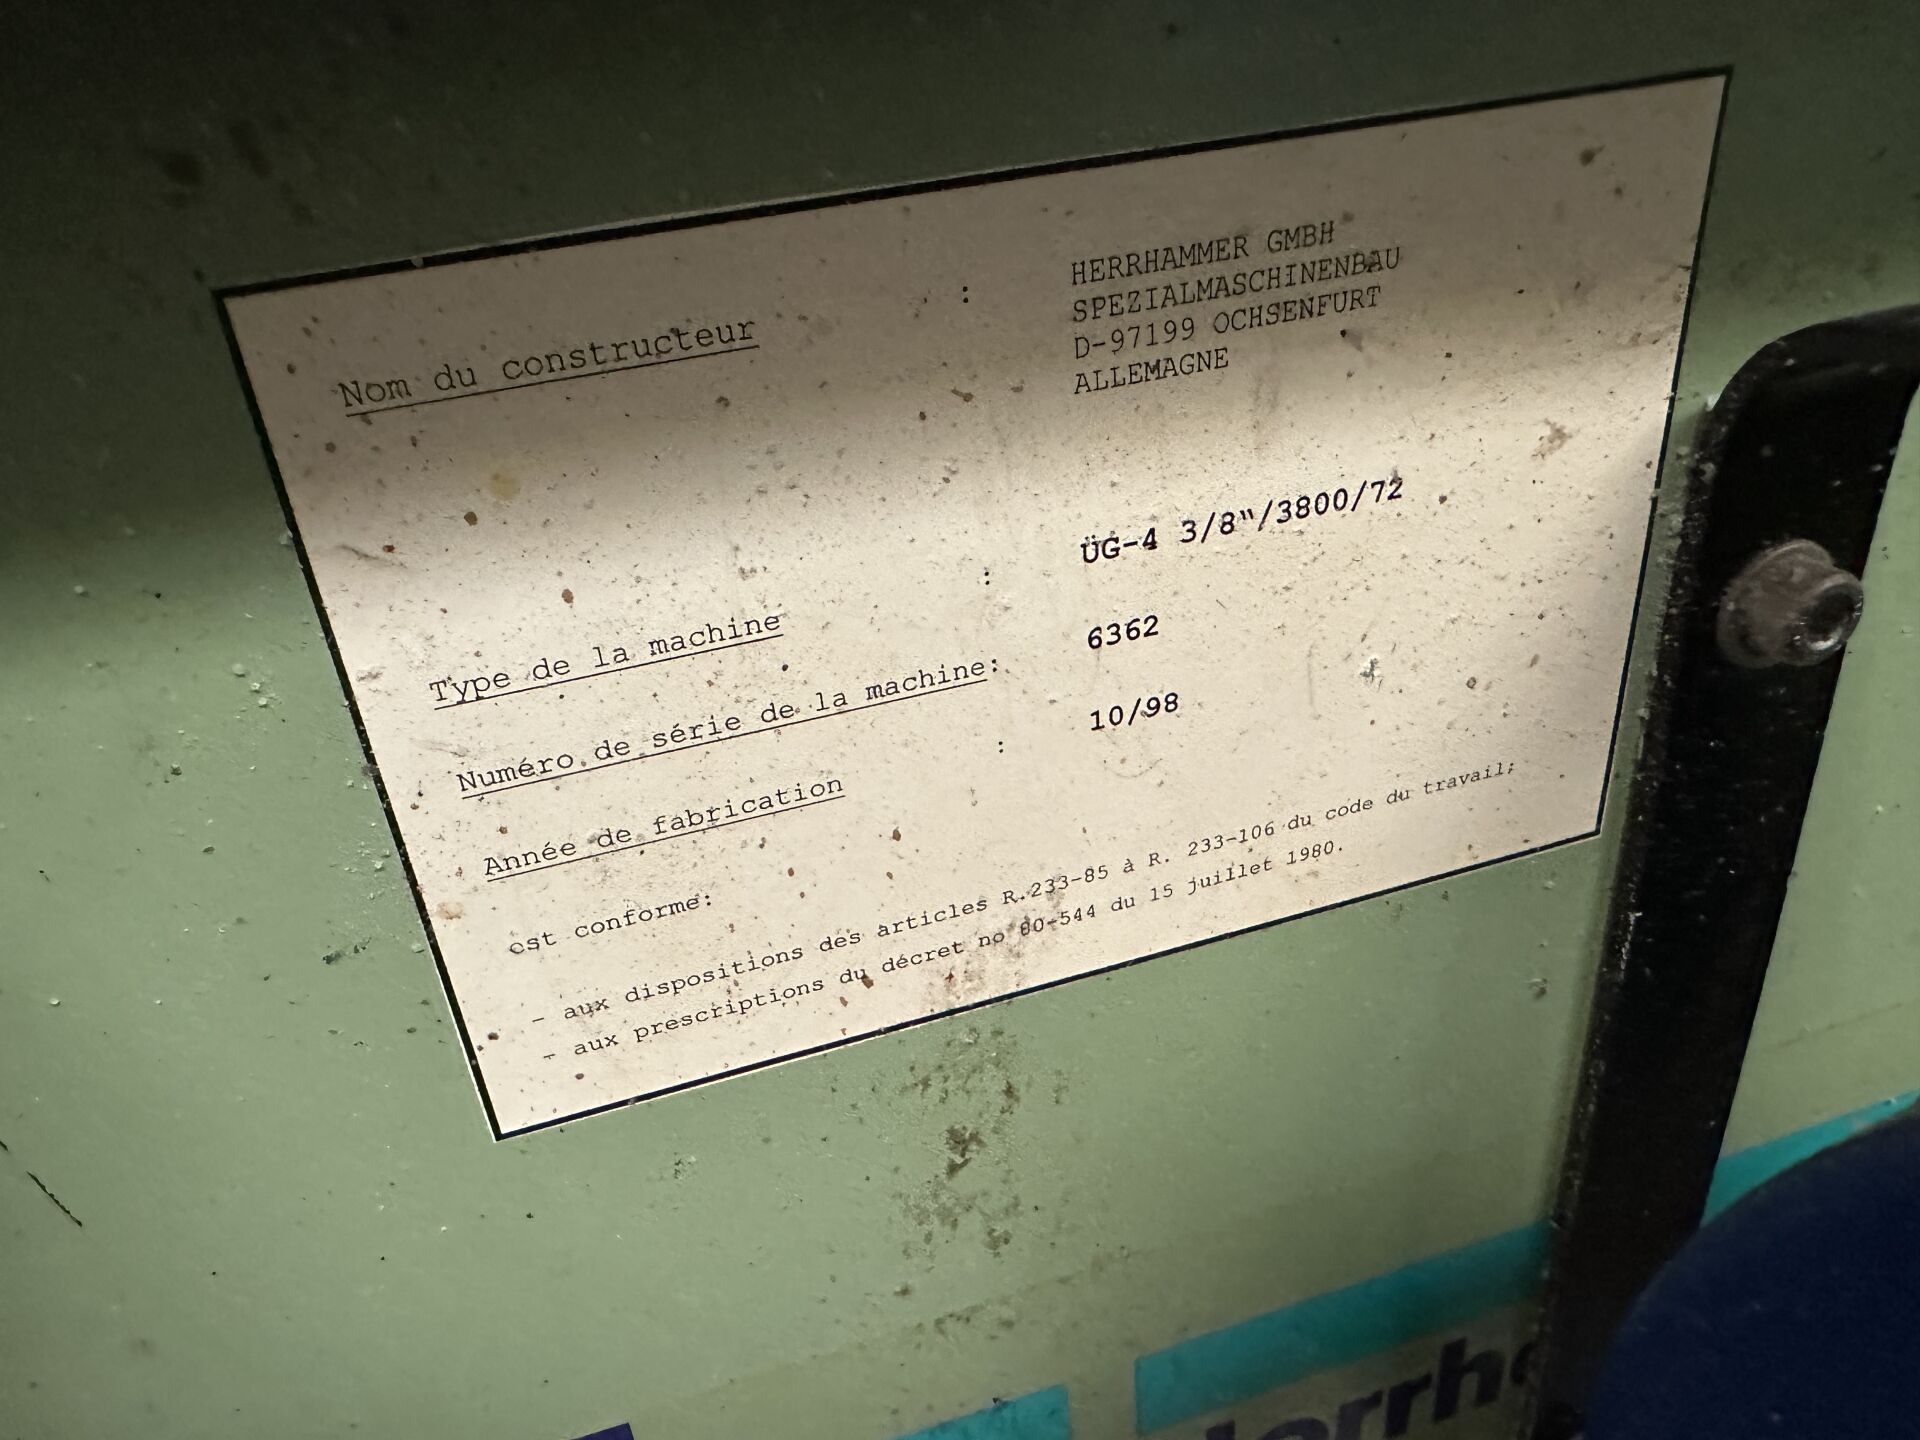 Nom du constructeur : HERRHAMMER GMBH
SPEZIALMASCHINENBAU
D-97199 OCHSENFURT
ALLEMAGNE
Type de la machine : ÜG-4 3/8"/3800/72
Numéro de série de la machine: 6362
Année de fabrication : 10/98
est conforme:
- aux dispositions des articles R.233-85 à R. 233-106 du code du travail;
- aux prescriptions du décret no 80-544 du 15 juillet 1980.